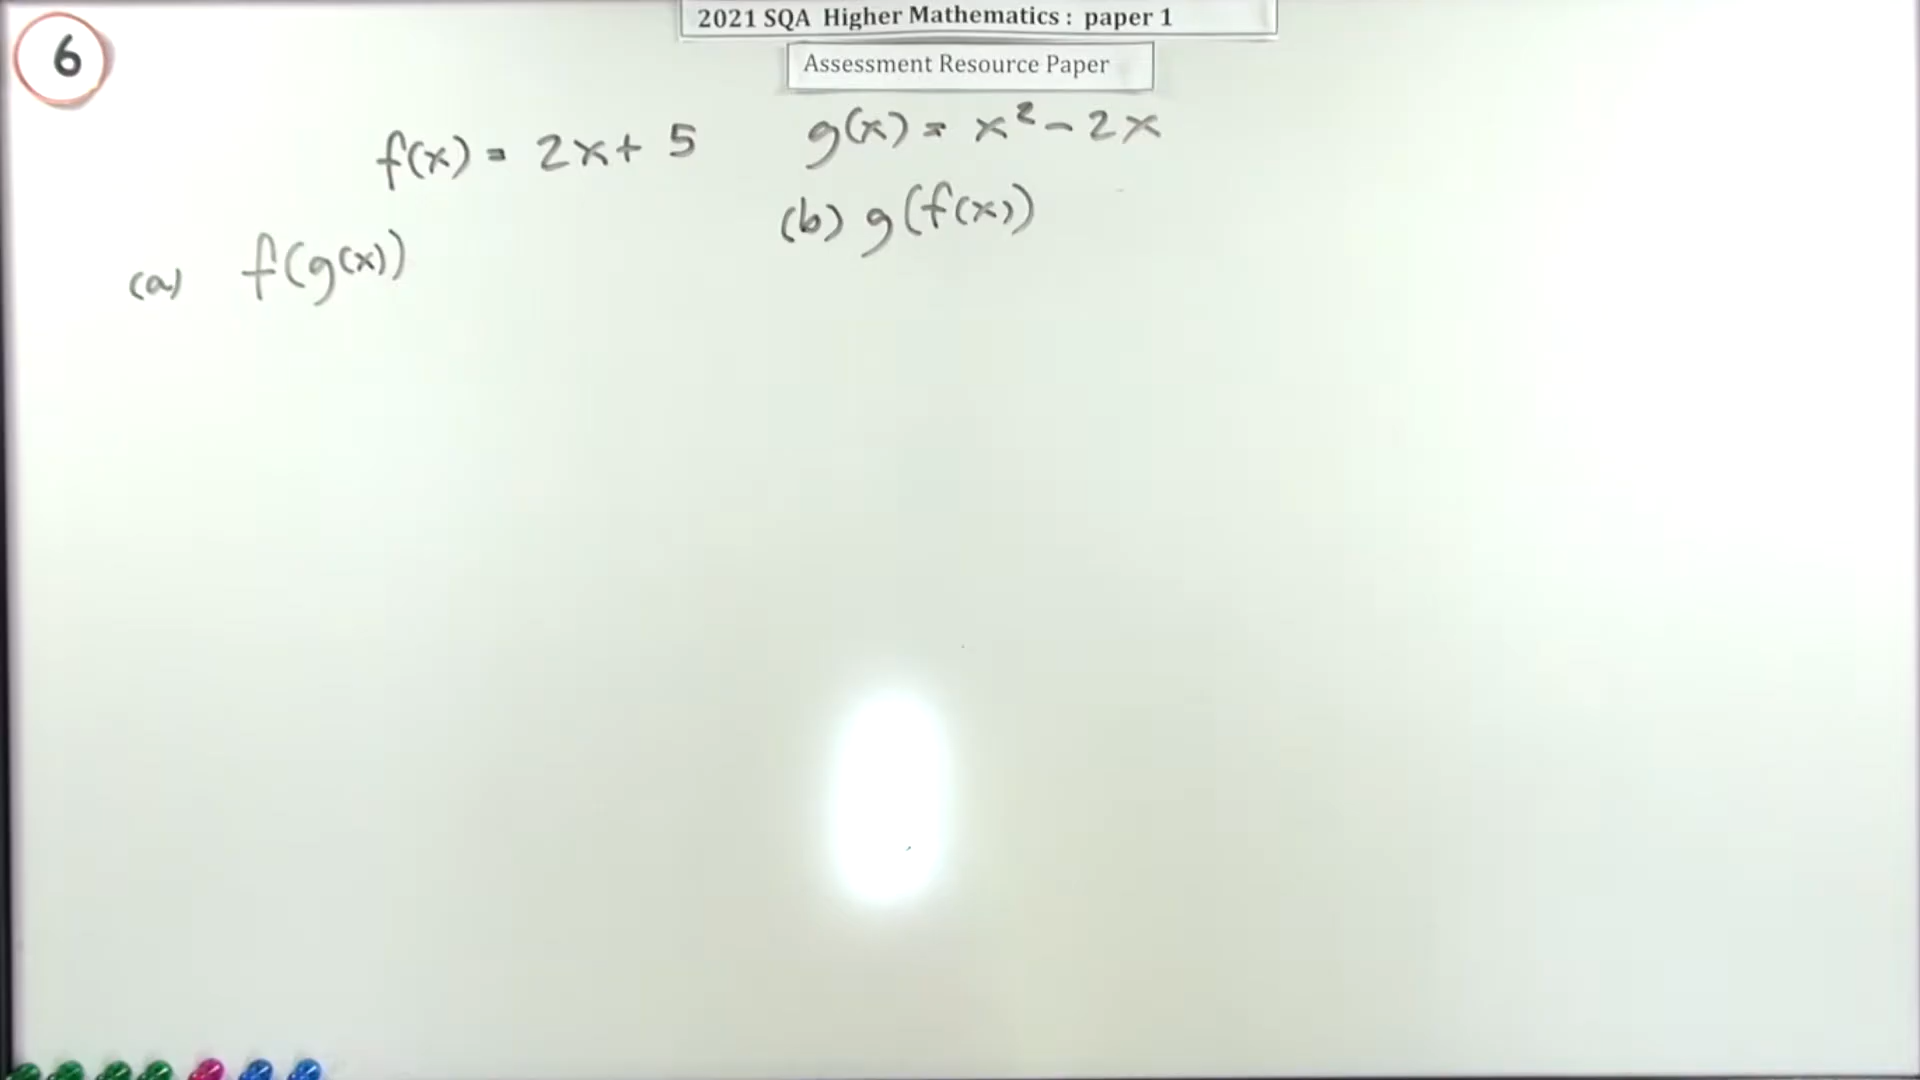 2021 SQA Higher Mathematics : paper 1
Assessment Resource Paper
6
f(x) = 2x + 5 g(x) = x² - 2x
(a) f(g(x))
(b) g(f(x))